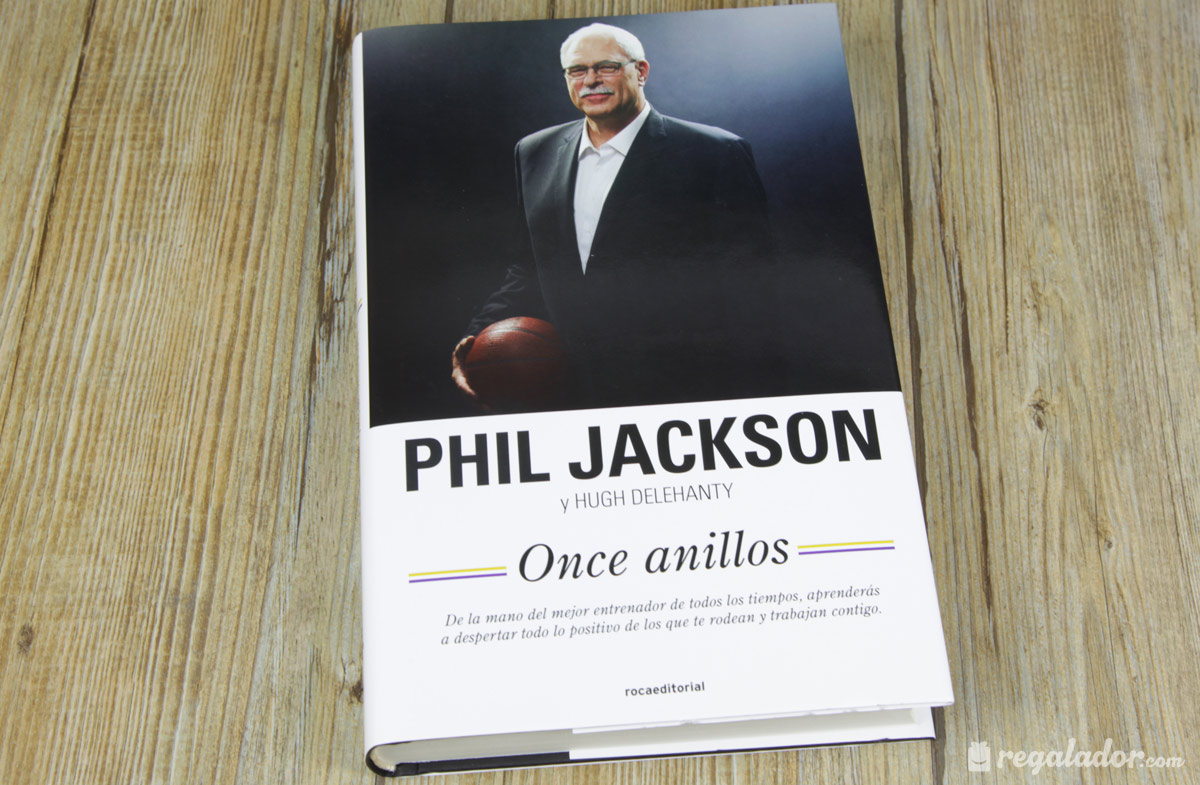 PHIL JACKSON
y HUGH DELEHANTY
Once anillos
De la mano del mejor entrenador de todos los tiempos, aprenderás
a despertar todo lo positivo de los que te rodean y trabajan contigo.
rocaeditorial
regalador.com